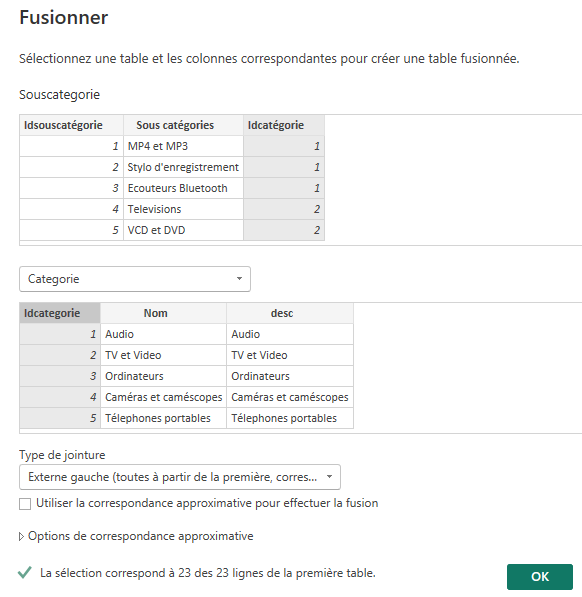 Fusionner
Sélectionnez une table et les colonnes correspondantes pour créer une table fusionnée.
Souscategorie
Idsouscatégorie Sous catégories Idcatégorie
1 MP4 et MP3 1
2 Stylo d'enregistrement 1
3 Ecouteurs Bluetooth 1
4 Televisions 2
5 VCD et DVD 2
Categorie
Idcategorie Nom desc
1 Audio Audio
2 TV et Video TV et Video
3 Ordinateurs Ordinateurs
4 Caméras et caméscopes Caméras et caméscopes
5 Télephones portables Télephones portables
Type de jointure
Externe gauche (toutes à partir de la première, corres...
Utiliser la correspondance approximative pour effectuer la fusion
Options de correspondance approximative
La sélection correspond à 23 des 23 lignes de la première table.
OK